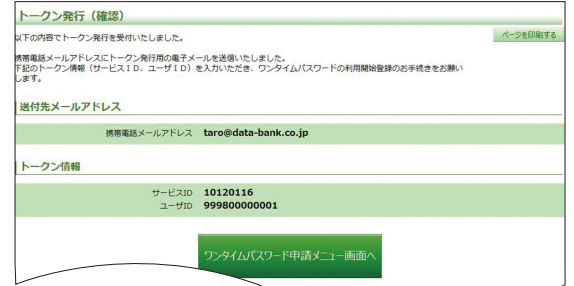 トークン発行（確認）
以下の内容でトークン発行を受付いたしました。
ページを印刷する
携帯電話メールアドレスにトークン発行用の電子メールを送信いたしました。
下記のトークン情報（サービスＩＤ、ユーザＩＤ）を入力いただき、ワンタイムパスワードの利用開始登録のお手続きをお願い
します。
送付先メールアドレス
携帯電話メールアドレス taro@data-bank.co.jp
トークン情報
サービスID 10120116
ユーザID 999800000001
ワンタイムパスワード申請メニュー画面へ